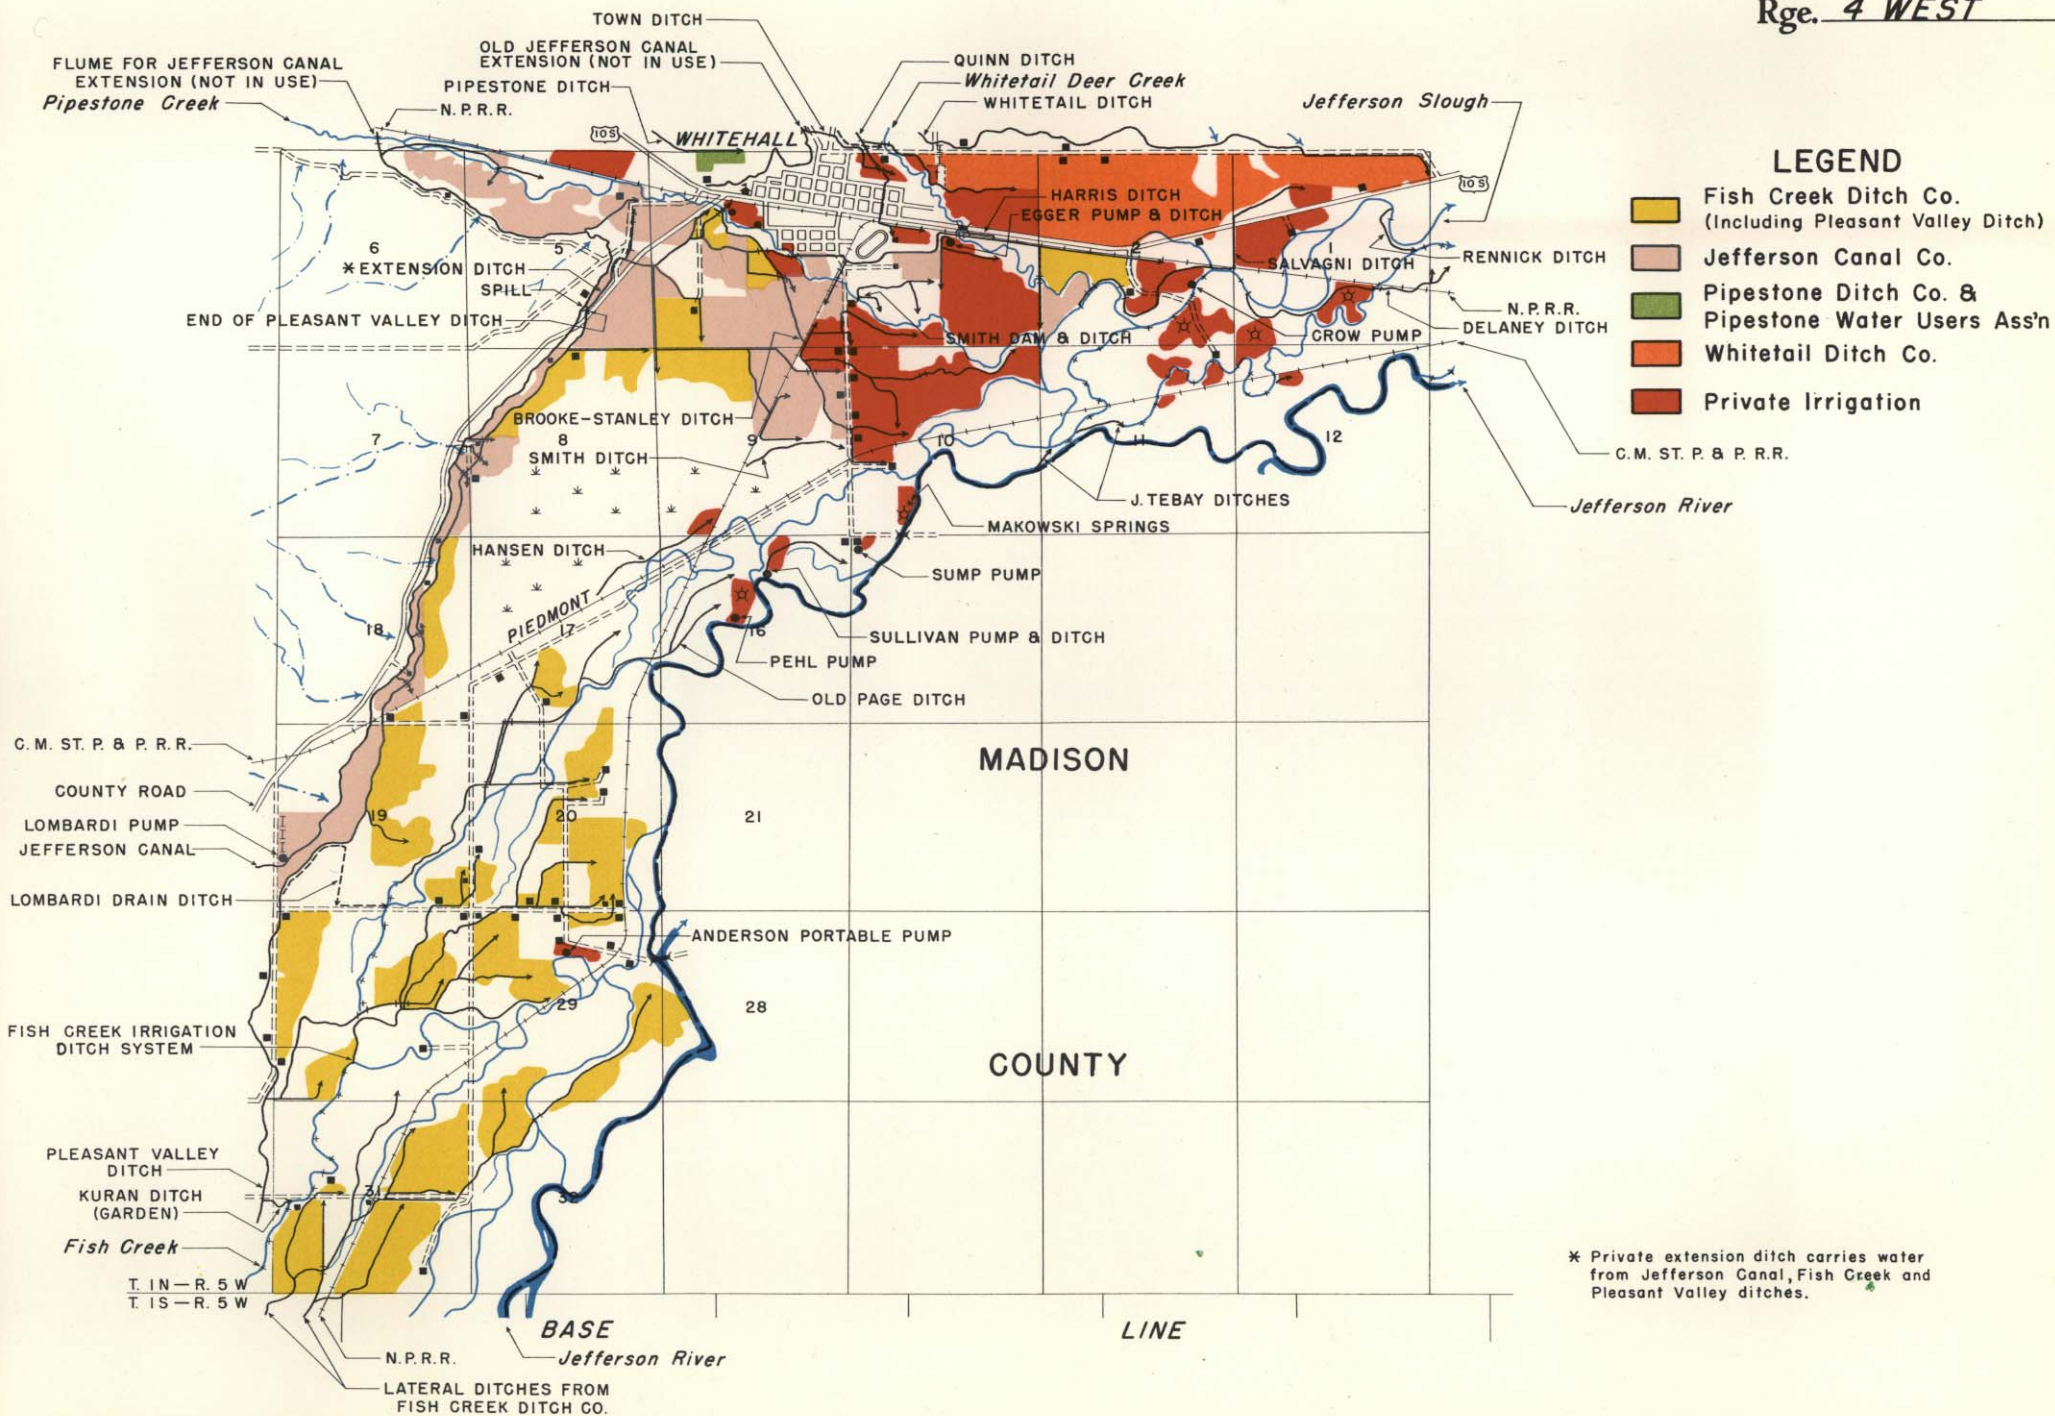 Rge. 4 WEST
TOWN DITCH
OLD JEFFERSON CANAL
EXTENSION (NOT IN USE)
FLUME FOR JEFFERSON CANAL
EXTENSION (NOT IN USE)
Pipestone Creek
PIPESTONE DITCH
N.P.R.R.
QUINN DITCH
Whitetail Deer Creek
WHITETAIL DITCH
Jefferson Slough
10 S
WHITEHALL
10 S
LEGEND
Fish Creek Ditch Co.
(Including Pleasant Valley Ditch)
Jefferson Canal Co.
Pipestone Ditch Co. &
Pipestone Water Users Ass'n
Whitetail Ditch Co.
Private Irrigation
HARRIS DITCH
EGGER PUMP & DITCH
6
5
4
2
1
SALVAGNI DITCH
RENNICK DITCH
* EXTENSION DITCH
SPILL
END OF PLEASANT VALLEY DITCH
N.P.R.R.
DELANEY DITCH
SMITH DAM & DITCH
CROW PUMP
BROOKE-STANLEY DITCH
7
8
9
10
11
12
SMITH DITCH
C.M. ST. P. & P. R.R.
J. TEBAY DITCHES
Jefferson River
MAKOWSKI SPRINGS
HANSEN DITCH
SUMP PUMP
PIEDMONT
18
17
16
SULLIVAN PUMP & DITCH
PEHL PUMP
OLD PAGE DITCH
C.M. ST. P. & P. R.R.
MADISON
COUNTY ROAD
19
20
21
LOMBARDI PUMP
JEFFERSON CANAL
LOMBARDI DRAIN DITCH
ANDERSON PORTABLE PUMP
29
28
FISH CREEK IRRIGATION
DITCH SYSTEM
COUNTY
PLEASANT VALLEY
DITCH
KURAN DITCH
(GARDEN)
31
32
Fish Creek
T. 1N—R. 5 W
T. 1S—R. 5 W
* Private extension ditch carries water
from Jefferson Canal, Fish Creek and
Pleasant Valley ditches.
BASE
LINE
N.P.R.R.
Jefferson River
LATERAL DITCHES FROM
FISH CREEK DITCH CO.